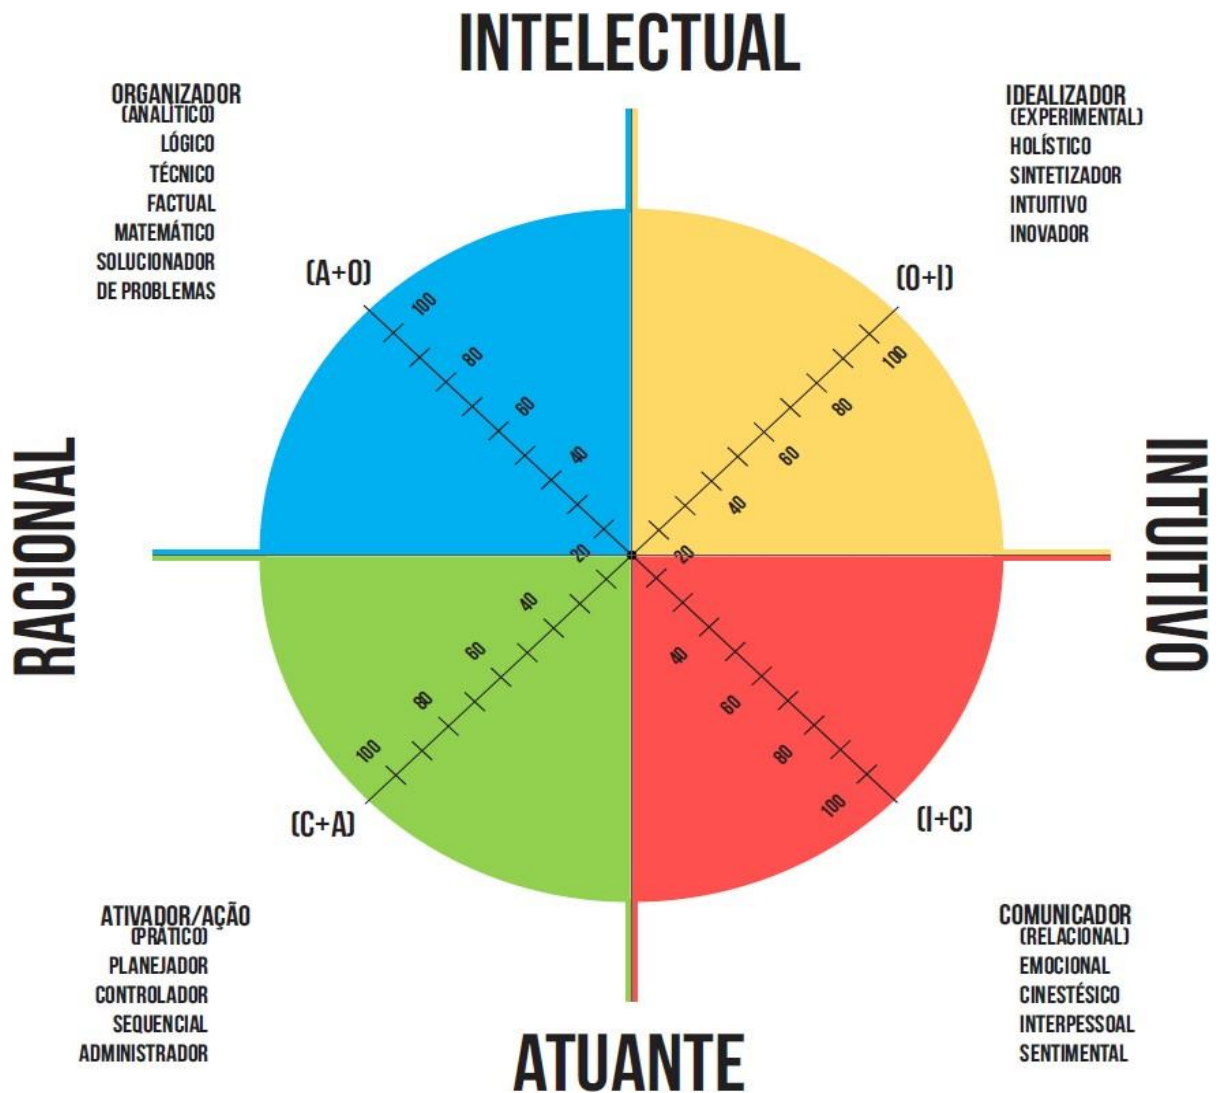 INTELECTUAL
ORGANIZADOR
(ANALÍTICO)
LÓGICO
TÉCNICO
FACTUAL
MATEMÁTICO
SOLUCIONADOR
DE PROBLEMAS
IDEALIZADOR
(EXPERIMENTAL)
HOLÍSTICO
SINTETIZADOR
INTUITIVO
INOVADOR
(A+O)
100
80
60
40
20
(O+I)
100
80
60
40
20
RACIONAL
INTUITIVO
40
60
80
100
(C+A)
40
60
80
100
(I+C)
ATIVADOR/AÇÃO
(PRÁTICO)
PLANEJADOR
CONTROLADOR
SEQUENCIAL
ADMINISTRADOR
COMUNICADOR
(RELACIONAL)
EMOCIONAL
CINESTÉSICO
INTERPESSOAL
SENTIMENTAL
ATUANTE